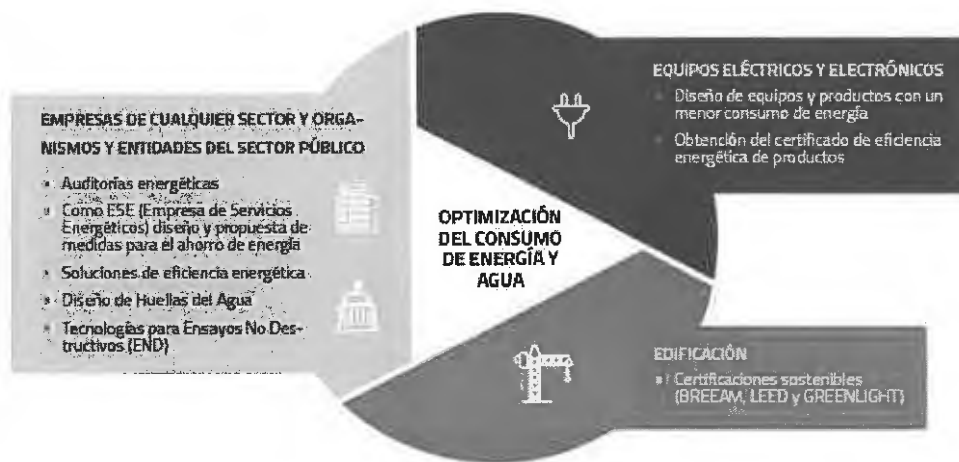 EMPRESAS DE CUALQUIER SECTOR Y ORGA-
NISMOS Y ENTIDADES DEL SECTOR PÚBLICO
Auditorías energéticas
Como ESE (Empresa de Servicios
Energéticos) diseño y propuesta de
medidas para el ahorro de energía
Soluciones de eficiencia energética
Diseño de Huellas del Agua
Tecnologías para Ensayos No Des-
tructivos (END)
OPTIMIZACIÓN
DEL CONSUMO
DE ENERGÍA Y
AGUA
EQUIPOS ELÉCTRICOS Y ELECTRÓNICOS
Diseño de equipos y productos con un
menor consumo de energía
Obtención del certificado de eficiencia
energética de productos
EDIFICACIÓN
Certificaciones sostenibles
(BREEAM, LEED y GREENLIGHT)